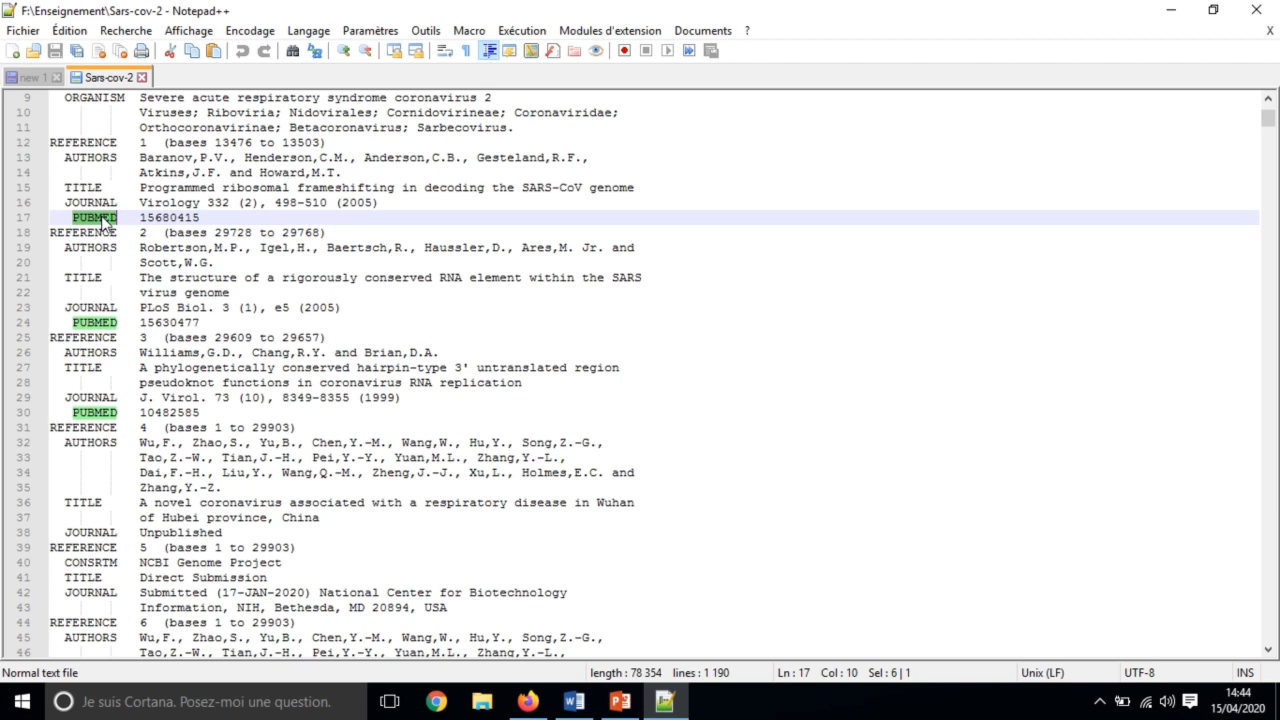 F:\Enseignement\Sars-cov-2 - Notepad++
Fichier Édition Recherche Affichage Encodage Langage Paramètres Outils Macro Exécution Modules d'extension Documents ? X
new 1 Sars-cov-2
9 ORGANISM Severe acute respiratory syndrome coronavirus 2
10 Viruses; Riboviria; Nidovirales; Cornidovirineae; Coronaviridae;
11 Orthocoronavirinae; Betacoronavirus; Sarbecovirus.
12 REFERENCE 1 (bases 13476 to 13503)
13 AUTHORS Baranov,P.V., Henderson,C.M., Anderson,C.B., Gesteland,R.F.,
14 Atkins,J.F. and Howard,M.T.
15 TITLE Programmed ribosomal frameshifting in decoding the SARS-CoV genome
16 JOURNAL Virology 332 (2), 498-510 (2005)
17 PUBMED 15680415
18 REFERENCE 2 (bases 29728 to 29768)
19 AUTHORS Robertson,M.P., Igel,H., Baertsch,R., Haussler,D., Ares,M. Jr. and
20 Scott,W.G.
21 TITLE The structure of a rigorously conserved RNA element within the SARS
22 virus genome
23 JOURNAL PLoS Biol. 3 (1), e5 (2005)
24 PUBMED 15630477
25 REFERENCE 3 (bases 29609 to 29657)
26 AUTHORS Williams,G.D., Chang,R.Y. and Brian,D.A.
27 TITLE A phylogenetically conserved hairpin-type 3' untranslated region
28 pseudoknot functions in coronavirus RNA replication
29 JOURNAL J. Virol. 73 (10), 8349-8355 (1999)
30 PUBMED 10482585
31 REFERENCE 4 (bases 1 to 29903)
32 AUTHORS Wu,F., Zhao,S., Yu,B., Chen,Y.-M., Wang,W., Hu,Y., Song,Z.-G.,
33 Tao,Z.-W., Tian,J.-H., Pei,Y.-Y., Yuan,M.L., Zhang,Y.-L.,
34 Dai,F.-H., Liu,Y., Wang,Q.-M., Zheng,J.-J., Xu,L., Holmes,E.C. and
35 Zhang,Y.-Z.
36 TITLE A novel coronavirus associated with a respiratory disease in Wuhan
37 of Hubei province, China
38 JOURNAL Unpublished
39 REFERENCE 5 (bases 1 to 29903)
40 CONSRTM NCBI Genome Project
41 TITLE Direct Submission
42 JOURNAL Submitted (17-JAN-2020) National Center for Biotechnology
43 Information, NIH, Bethesda, MD 20894, USA
44 REFERENCE 6 (bases 1 to 29903)
45 AUTHORS Wu,F., Zhao,S., Yu,B., Chen,Y.-M., Wang,W., Hu,Y., Song,Z.-G.,
46 Tao,Z.-W., Tian,J.-H., Pei,Y.-Y., Yuan,M.L., Zhang,Y.-L.,
Normal text file length : 78 354 lines : 1 190 Ln : 17 Col : 10 Sel : 6 | 1 Unix (LF) UTF-8 INS
Je suis Cortana. Posez-moi une question. 14:44
15/04/2020